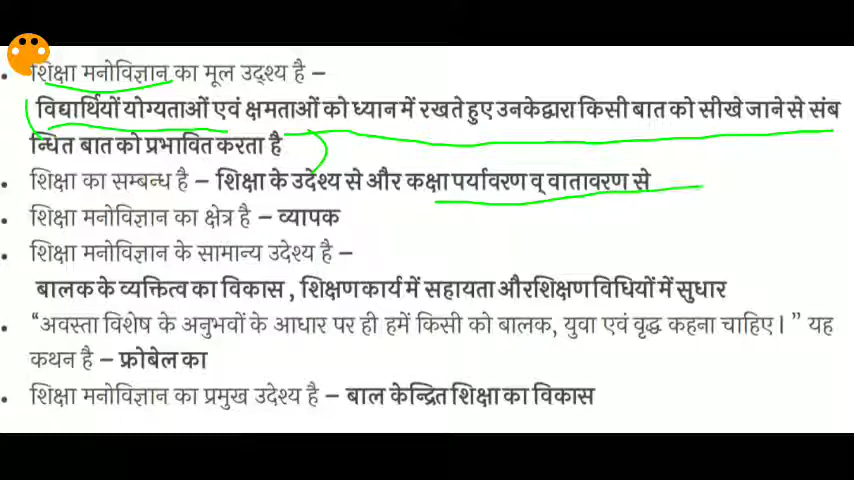 • शिक्षा मनोविज्ञान का मूल उद्श्य है –
विद्यार्थियों योग्यताओं एवं क्षमताओं को ध्यान में रखते हुए उनकेद्वारा किसी बात को सीखे जाने से संब
न्धित बात को प्रभावित करता है
• शिक्षा का सम्बन्ध है – शिक्षा के उदेश्य से और कक्षा पर्यावरण व् वातावरण से
• शिक्षा मनोविज्ञान का क्षेत्र है – व्यापक
• शिक्षा मनोविज्ञान के सामान्य उदेश्य है –
बालक के व्यक्तित्व का विकास , शिक्षण कार्य में सहायता औरशिक्षण विधियों में सुधार
• “अवस्ता विशेष के अनुभवों के आधार पर ही हमें किसी को बालक, युवा एवं वृद्ध कहना चाहिए। ” यह
कथन है – फ्रोबेल का
• शिक्षा मनोविज्ञान का प्रमुख उदेश्य है – बाल केन्द्रित शिक्षा का विकास